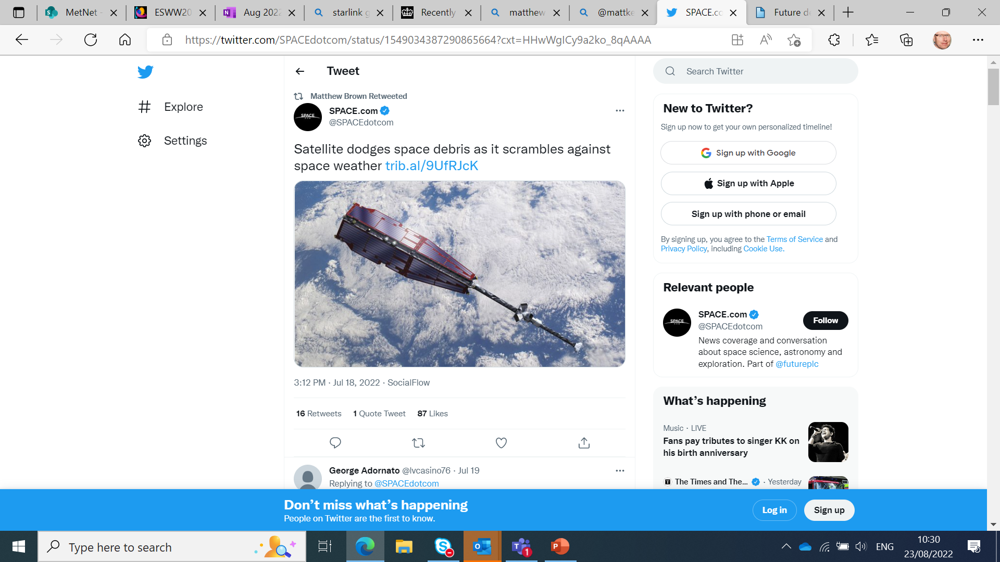 MetNet -
ESWW20
Aug 2022
starlink g
Recently
matthew
@mattke
SPACE.co
Future de
https://twitter.com/SPACEdotcom/status/1549034387290865664?cxt=HHwWgICy9a2ko_8qAAAA
Explore
Settings
Tweet
Matthew Brown Retweeted
SPACE.com
@SPACEdotcom
Satellite dodges space debris as it scrambles against
space weather trib.al/9UfRJcK
3:12 PM · Jul 18, 2022 · SocialFlow
16 Retweets 1 Quote Tweet 87 Likes
George Adornato @lvcasino76 · Jul 19
Replying to @SPACEdotcom
Search Twitter
New to Twitter?
Sign up now to get your own personalized timeline!
Sign up with Google
Sign up with Apple
Sign up with phone or email
By signing up, you agree to the Terms of Service and
Privacy Policy, including Cookie Use.
Relevant people
SPACE.com
@SPACEdotcom
Follow
News coverage and conversation
about space science, astronomy and
exploration. Part of @futureplc
What's happening
Music · LIVE
Fans pay tributes to singer KK on
his birth anniversary
The Times and The... · Yesterday
Don't miss what's happening
People on Twitter are the first to know.
Log in
Sign up
Type here to search
1
ENG
10:30
23/08/2022